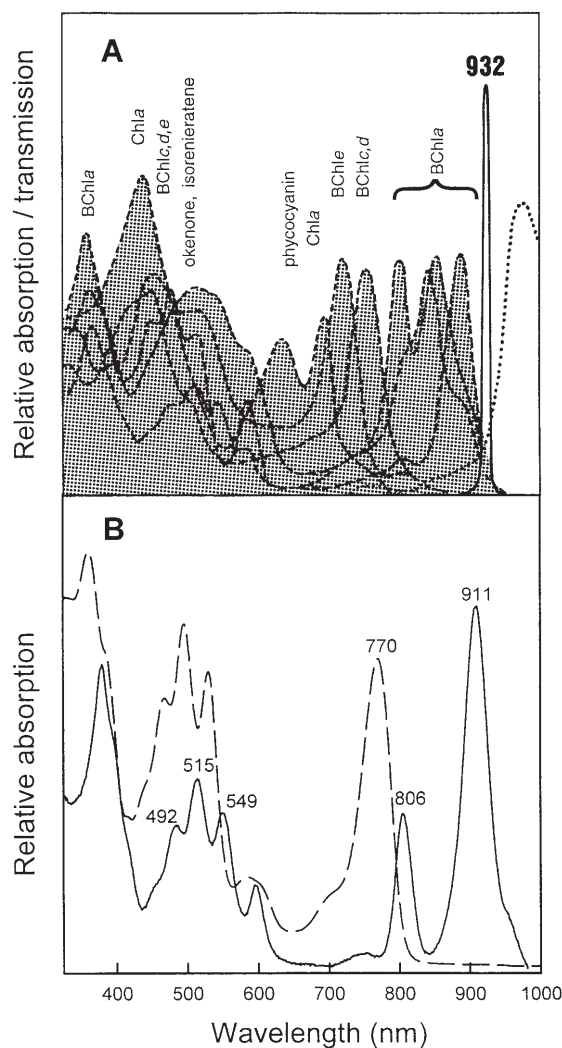 A
932
Relative absorption / transmission
BChla
Chla
BChlc,d,e
okenone, isorenieratene
phycocyanin
Chla
BChle
BChlc,d
BChla
B
911
770
806
515
549
492
Relative absorption
400 500 600 700 800 900 1000
Wavelength (nm)